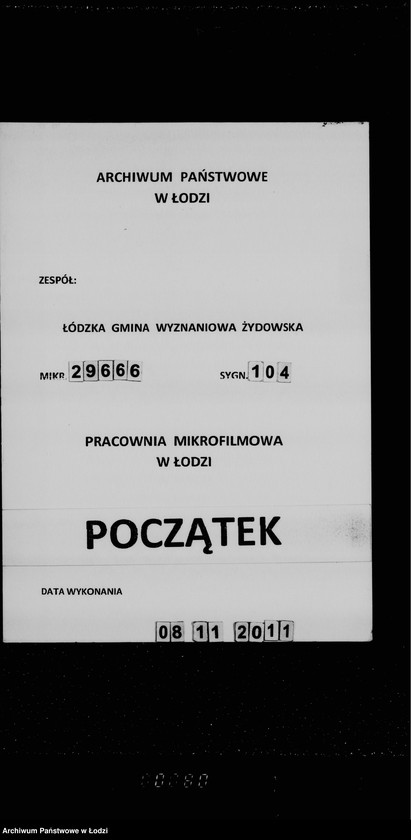 ARCHIWUM PAŃSTWOWE
W ŁODZI
ZESPÓŁ:
ŁÓDZKA GMINA WYZNANIOWA ŻYDOWSKA
MIKR. 29666 SYGN. 104
PRACOWNIA MIKROFILMOWA
W ŁODZI
POCZĄTEK
DATA WYKONANIA
08 11 2011
Archiwum Państwowe w Łodzi